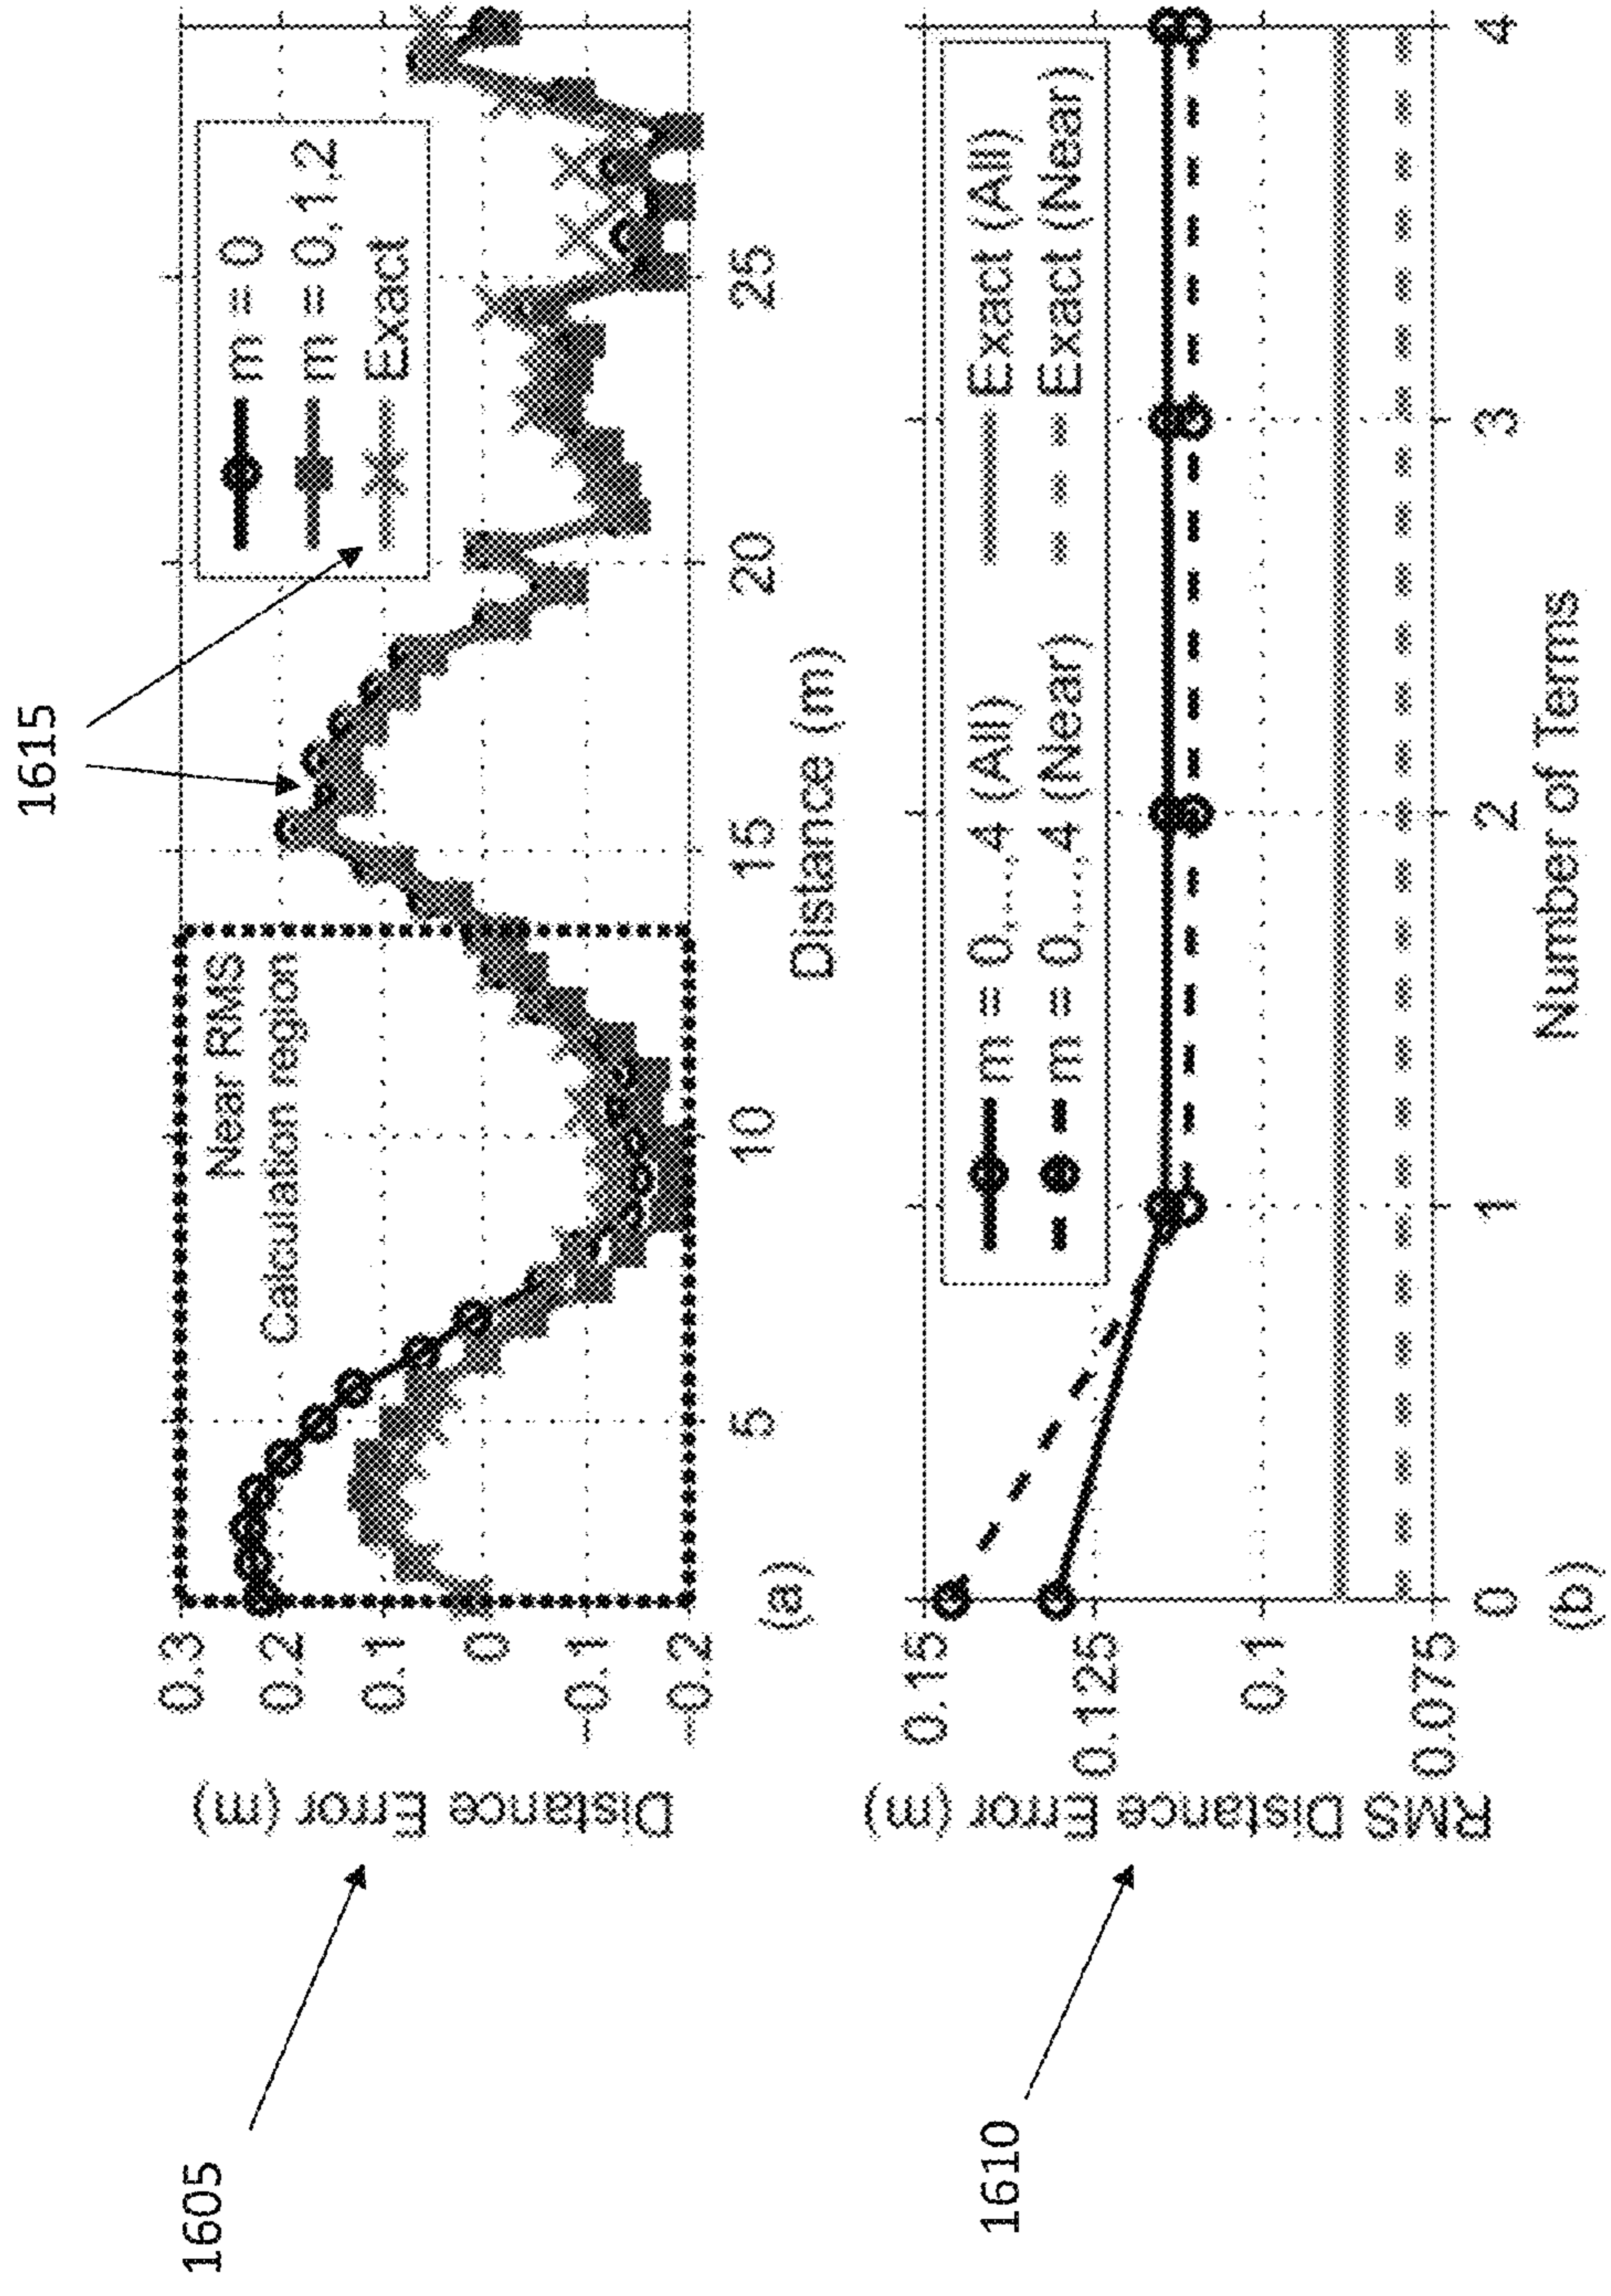 1605
1615
Distance Error (m)
0.3
0.2
0.1
0
−0.1
−0.2
Near RMS
Calculation region
m = 0
m = 0,1,2
Exact
5
10
15
20
25
(a)
Distance (m)
1610
RMS Distance Error (m)
0.15
0.125
0.1
0.075
m = 0,...,4 (All)
m = 0,...,4 (Near)
Exact (All)
Exact (Near)
0
1
2
3
4
(b)
Number of Terms